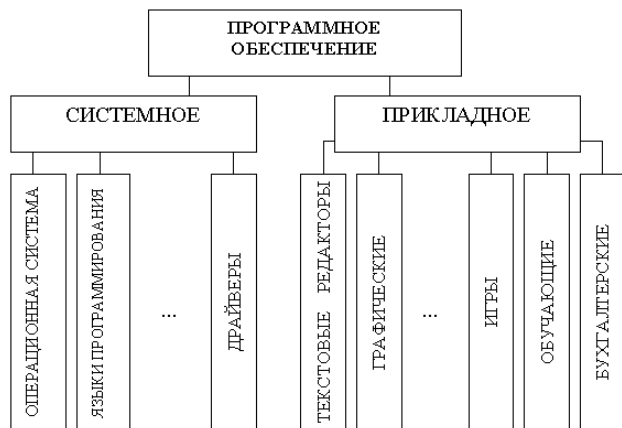 ПРОГРАММНОЕ
ОБЕСПЕЧЕНИЕ
СИСТЕМНОЕ
ПРИКЛАДНОЕ
ОПЕРАЦИОННАЯ СИСТЕМА
ЯЗЫКИ ПРОГРАММИРОВАНИЯ
...
ДРАЙВЕРЫ
ТЕКСТОВЫЕ РЕДАКТОРЫ
ГРАФИЧЕСКИЕ
...
ИГРЫ
ОБУЧАЮЩИЕ
БУХГАЛТЕРСКИЕ